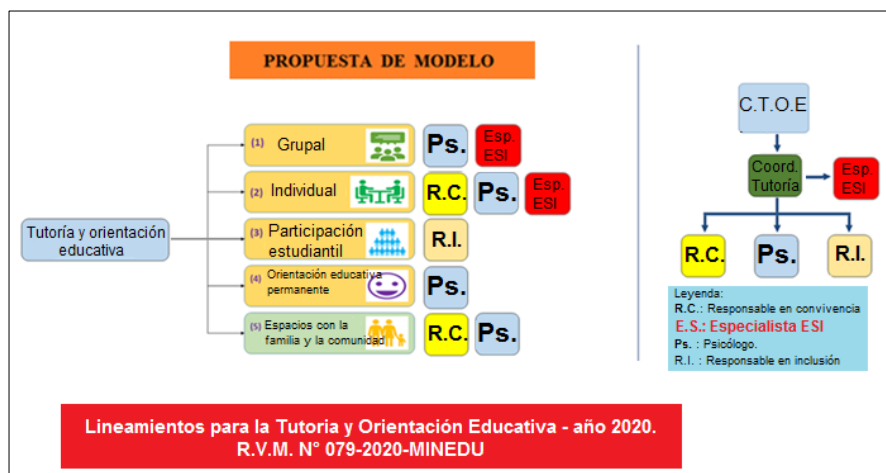 PROPUESTA DE MODELO
Tutoría y orientación
educativa
(1) Grupal
Ps.
Esp.
ESI
(2) Individual
R.C.
Ps.
Esp.
ESI
(3) Participación
estudiantil
R.I.
(4) Orientación educativa
permanente
Ps.
(5) Espacios con la
familia y la comunidad
R.C.
Ps.
C.T.O.E
Coord.
Tutoría
Esp.
ESI
R.C.
Ps.
R.I.
Leyenda:
R.C.: Responsable en convivencia
E.S.: Especialista ESI
Ps. : Psicólogo.
R.I. : Responsable en inclusión
Lineamientos para la Tutoria y Orientación Educativa - año 2020.
R.V.M. N° 079-2020-MINEDU